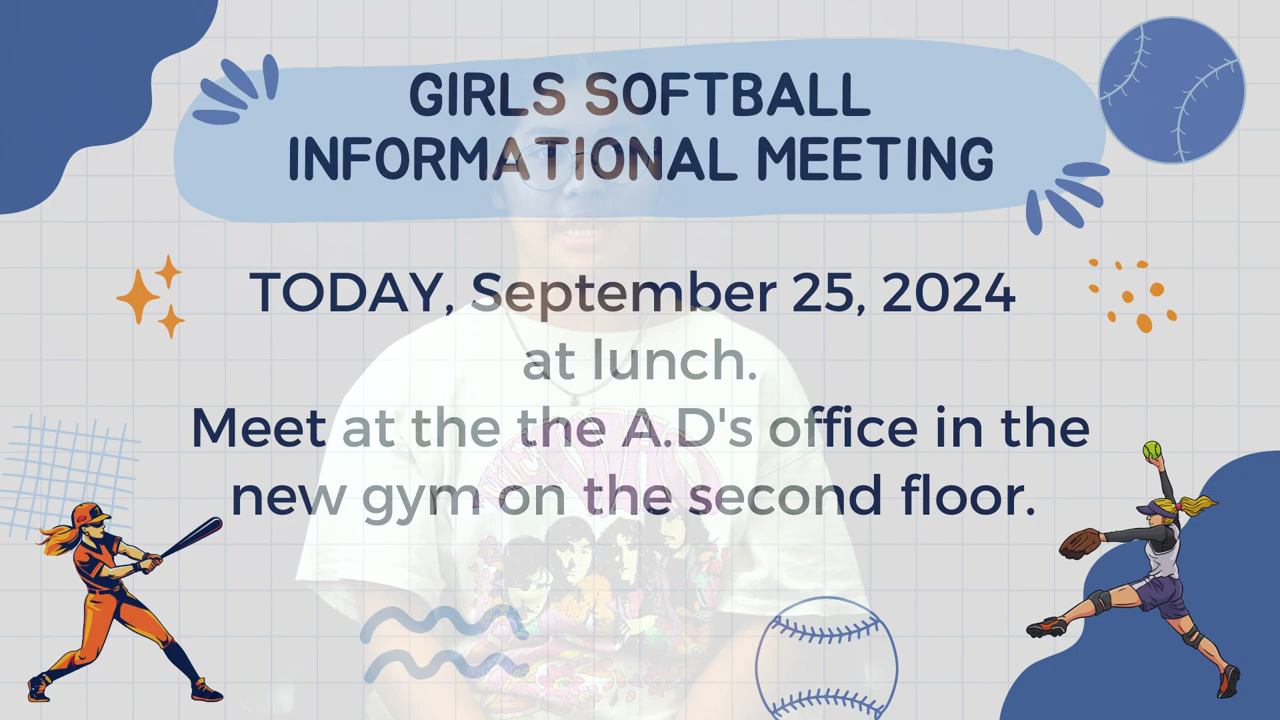 GIRLS SOFTBALL
INFORMATIONAL MEETING
TODAY, September 25, 2024
at lunch.
Meet at the the A.D's office in the
new gym on the second floor.